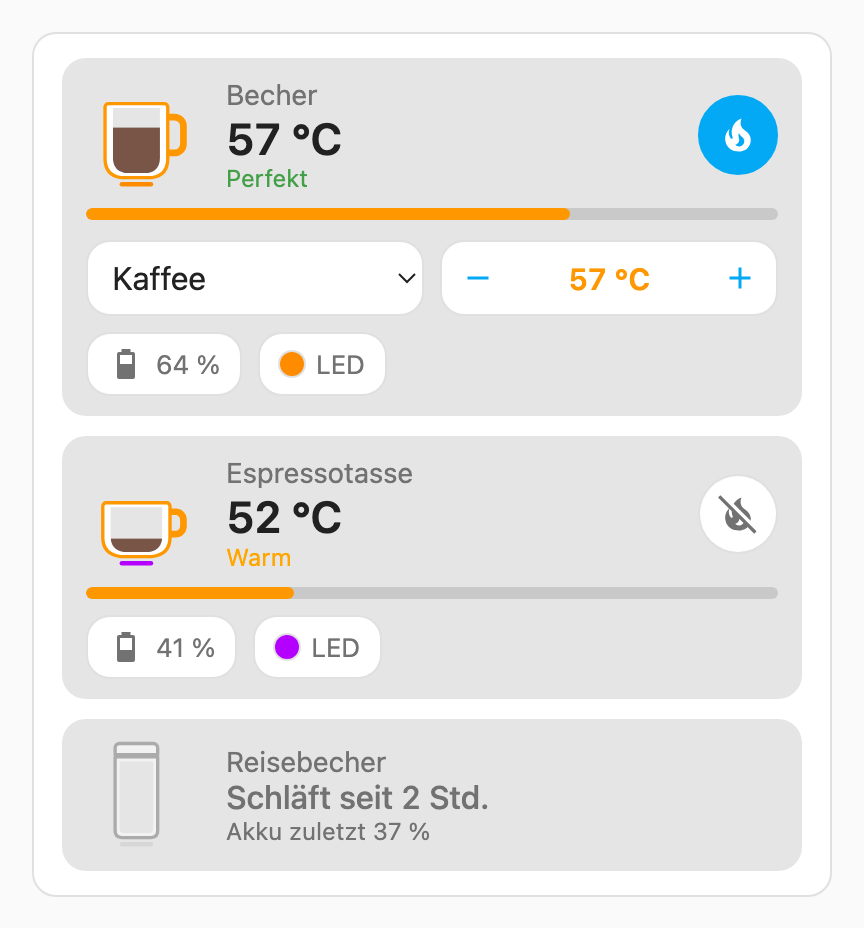 Becher
57 °C
Perfekt
Kaffee
− 57 °C +
64 %
LED
Espressotasse
52 °C
Warm
41 %
LED
Reisebecher
Schläft seit 2 Std.
Akku zuletzt 37 %